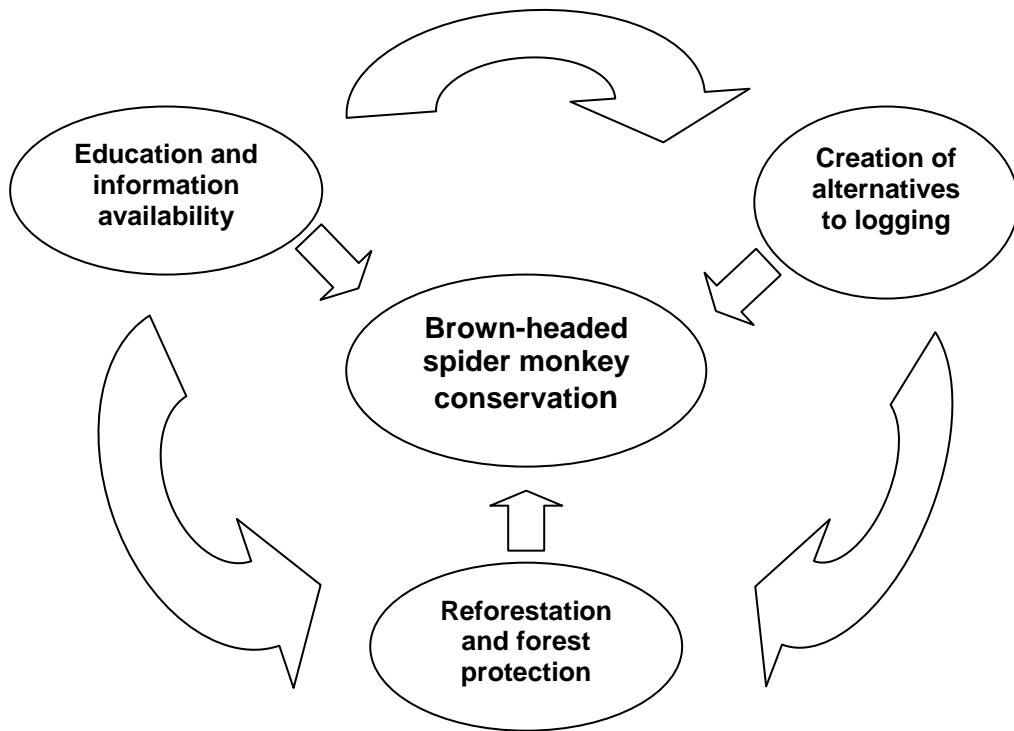 Education and
information
availability
Creation of
alternatives
to logging
Brown-headed
spider monkey
conservation
Reforestation
and forest
protection